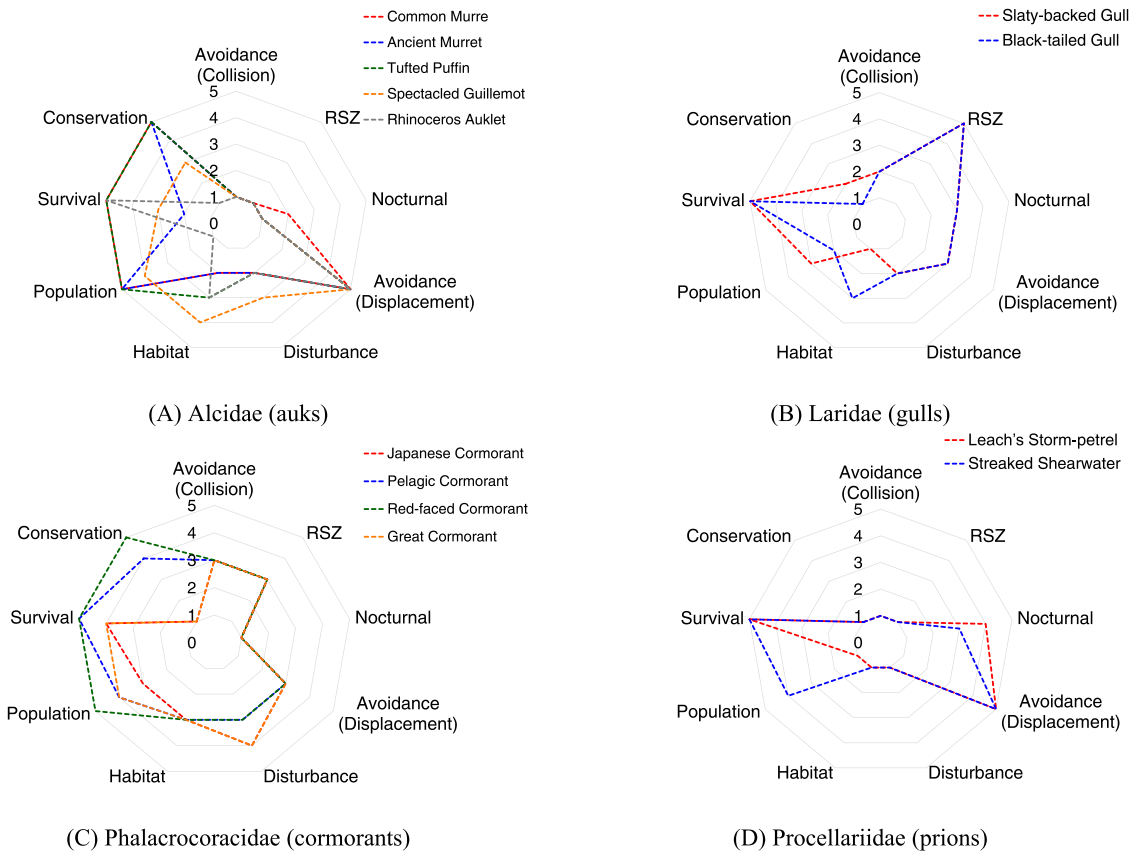 Common Murre
Ancient Murret
Tufted Puffin
Spectacled Guillemot
Rhinoceros Auklet
Avoidance
(Collision)
RSZ
Nocturnal
Avoidance
(Displacement)
Disturbance
Habitat
Population
Survival
Conservation
5
4
3
2
1
0
(A) Alcidae (auks)
Slaty-backed Gull
Black-tailed Gull
Avoidance
(Collision)
RSZ
Nocturnal
Avoidance
(Displacement)
Disturbance
Habitat
Population
Survival
Conservation
5
4
3
2
1
0
(B) Laridae (gulls)
Japanese Cormorant
Pelagic Cormorant
Red-faced Cormorant
Great Cormorant
Avoidance
(Collision)
RSZ
Nocturnal
Avoidance
(Displacement)
Disturbance
Habitat
Population
Survival
Conservation
5
4
3
2
1
0
(C) Phalacrocoracidae (cormorants)
Leach's Storm-petrel
Streaked Shearwater
Avoidance
(Collision)
RSZ
Nocturnal
Avoidance
(Displacement)
Disturbance
Habitat
Population
Survival
Conservation
5
4
3
2
1
0
(D) Procellariidae (prions)